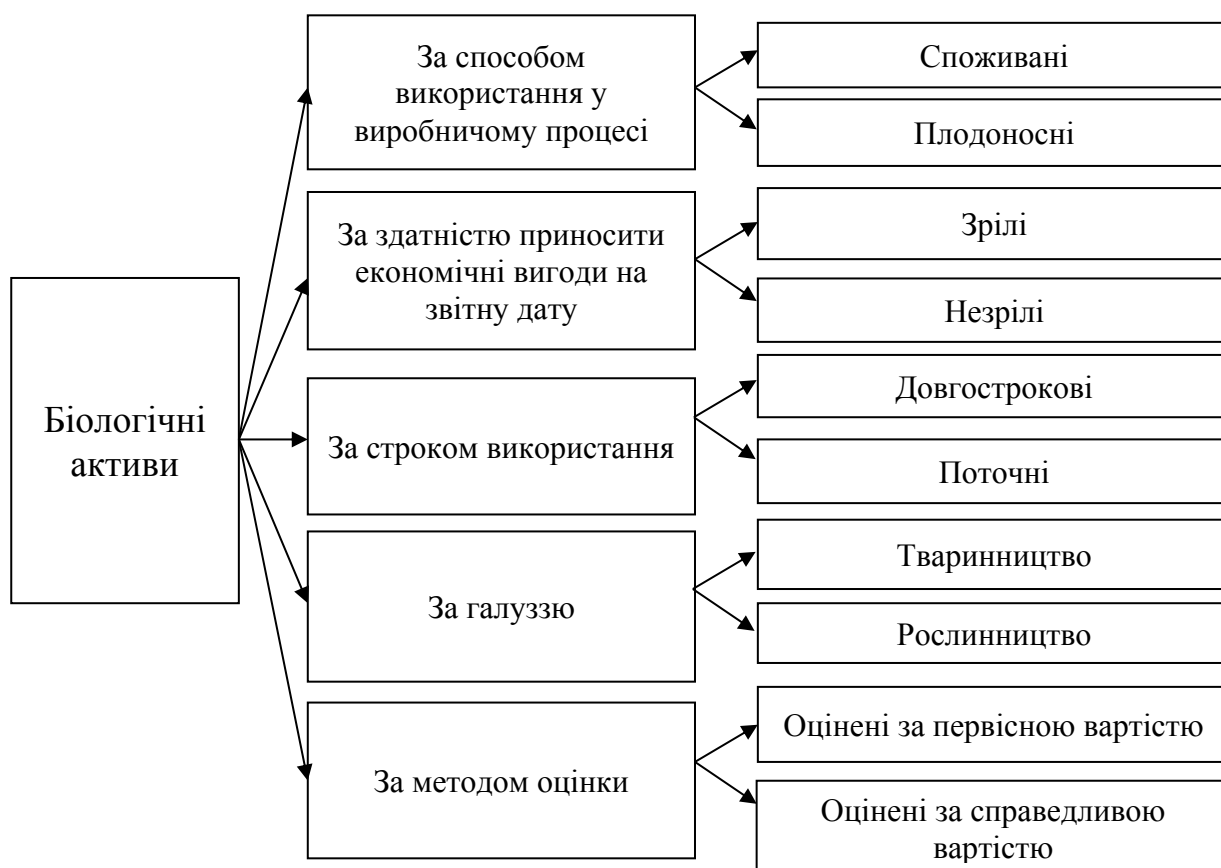 Біологічні
активи
За способом
використання у
виробничому процесі
Споживані
Плодоносні
За здатністю приносити
економічні вигоди на
звітну дату
Зрілі
Незрілі
За строком використання
Довгострокові
Поточні
За галуззю
Тваринництво
Рослинництво
За методом оцінки
Оцінені за первісною вартістю
Оцінені за справедливою
вартістю